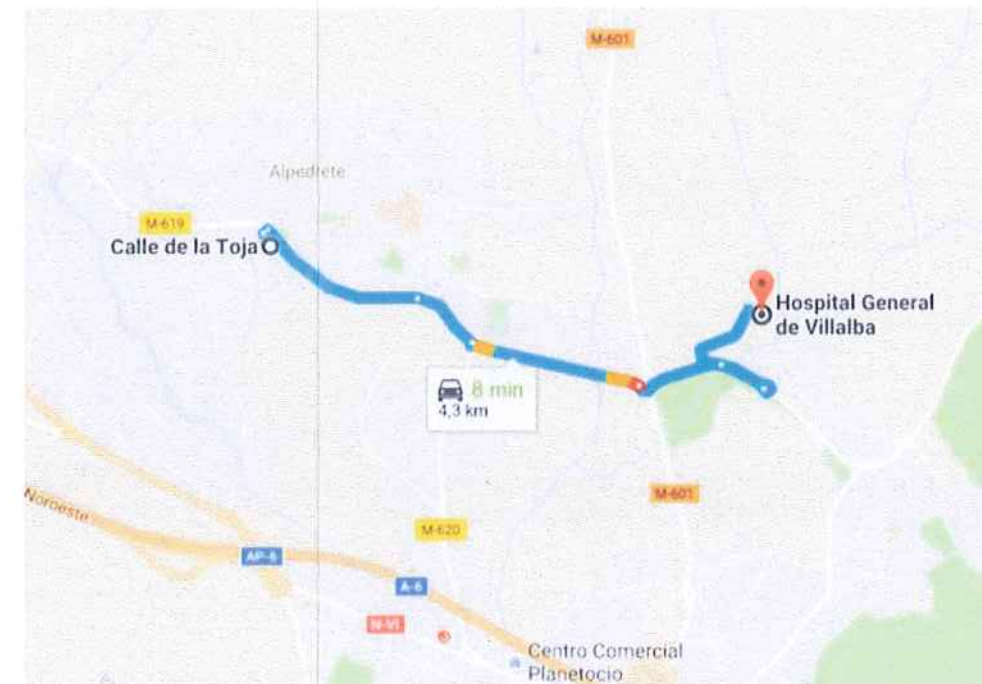 M-601
Alpedrete
M-619
Calle de la Toja
Hospital General
de Villalba
8 min
4,3 km
M-601
Noroeste
M-620
AP-6
A-6
N-VI
Centro Comercial
Planetocio